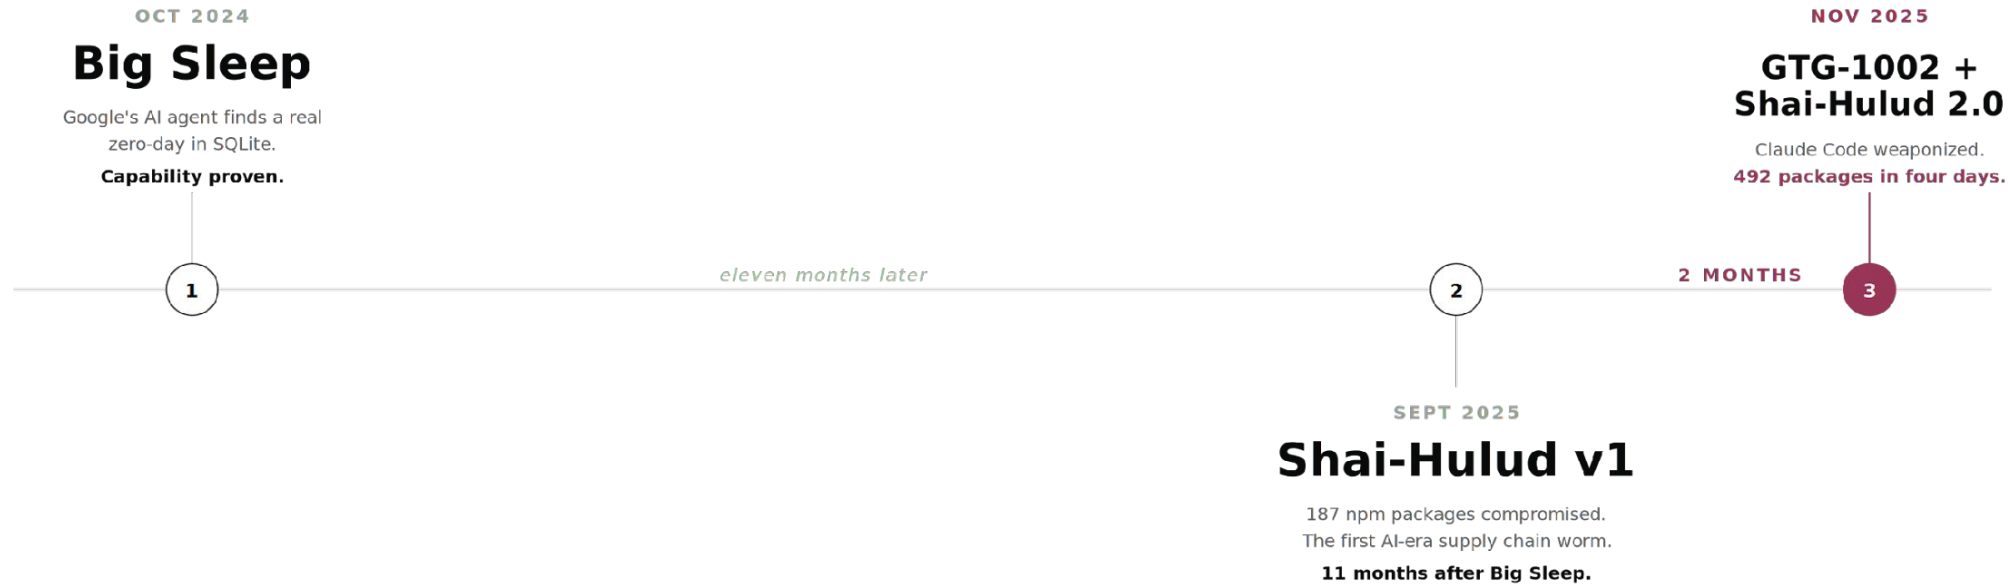 OCT 2024
Big Sleep
Google's AI agent finds a real
zero-day in SQLite.
Capability proven.
1
eleven months later
2
SEPT 2025
Shai-Hulud v1
187 npm packages compromised.
The first AI-era supply chain worm.
11 months after Big Sleep.
2 MONTHS
NOV 2025
GTG-1002 +
Shai-Hulud 2.0
Claude Code weaponized.
492 packages in four days.
3